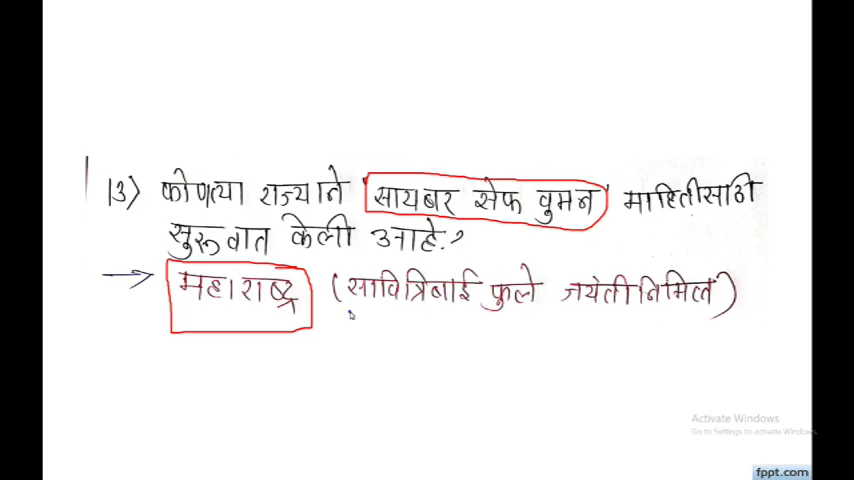 13) कोणत्या राज्याने 'सायबर सेफ वुमन' माहितीसाठी
सुरूवात केली आहे.?
→ महाराष्ट्र (सावित्रिबाई फुले जयंतीनिमित्त)
Activate Windows
Go to Settings to activate Windows.
fppt.com